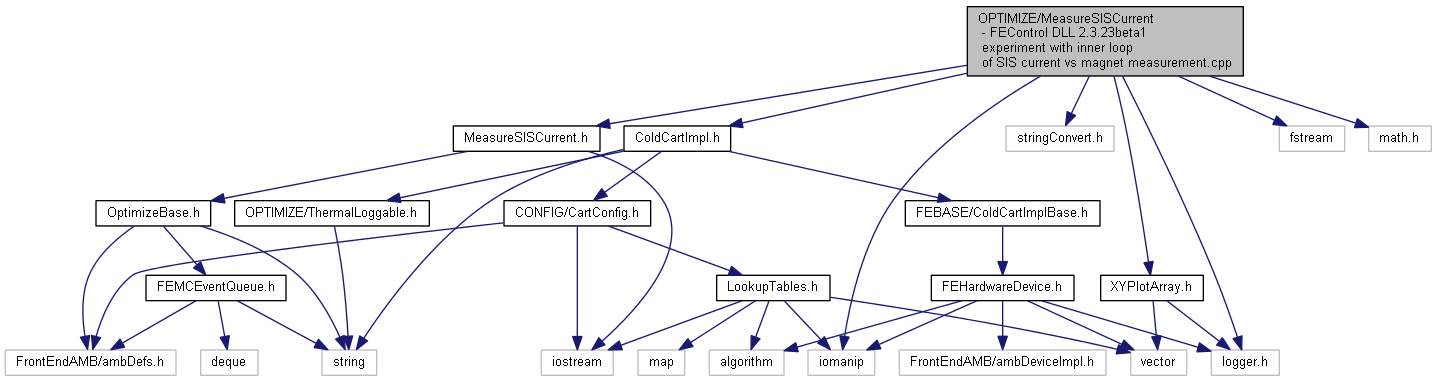 OPTIMIZE/MeasureSISCurrent
- FEControl DLL 2.3.23beta1
experiment with inner loop
of SIS current vs magnet measurement.cpp
MeasureSISCurrent.h
ColdCartImpl.h
stringConvert.h
fstream
math.h
OptimizeBase.h
OPTIMIZE/ThermalLoggable.h
CONFIG/CartConfig.h
FEBASE/ColdCartImplBase.h
FEMCEventQueue.h
LookupTables.h
FEHardwareDevice.h
XYPlotArray.h
FrontEndAMB/ambDefs.h
deque
string
iostream
map
algorithm
iomanip
FrontEndAMB/ambDeviceImpl.h
vector
logger.h